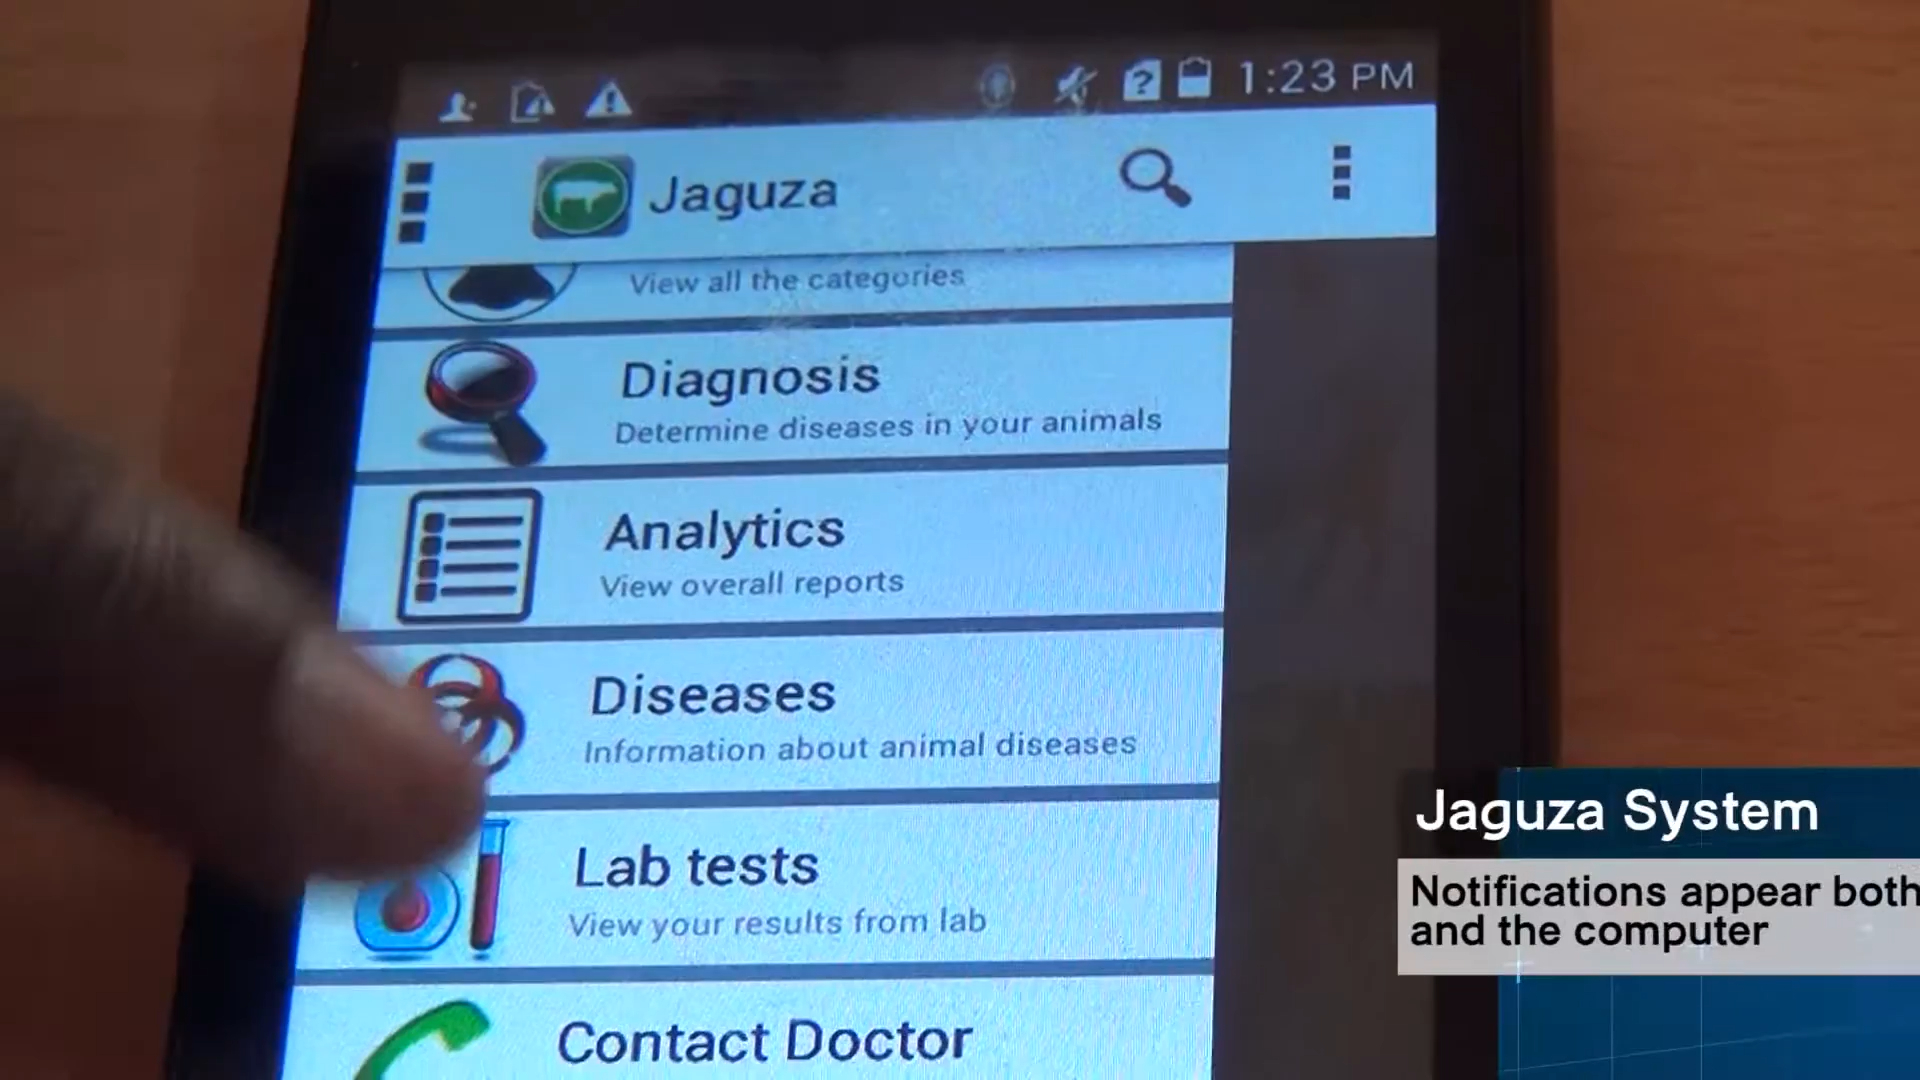 1:23 PM
Jaguza
View all the categories
Diagnosis
Determine diseases in your animals
Analytics
View overall reports
Diseases
Information about animal diseases
Lab tests
View your results from lab
Contact Doctor
Jaguza System
Notifications appear both
and the computer